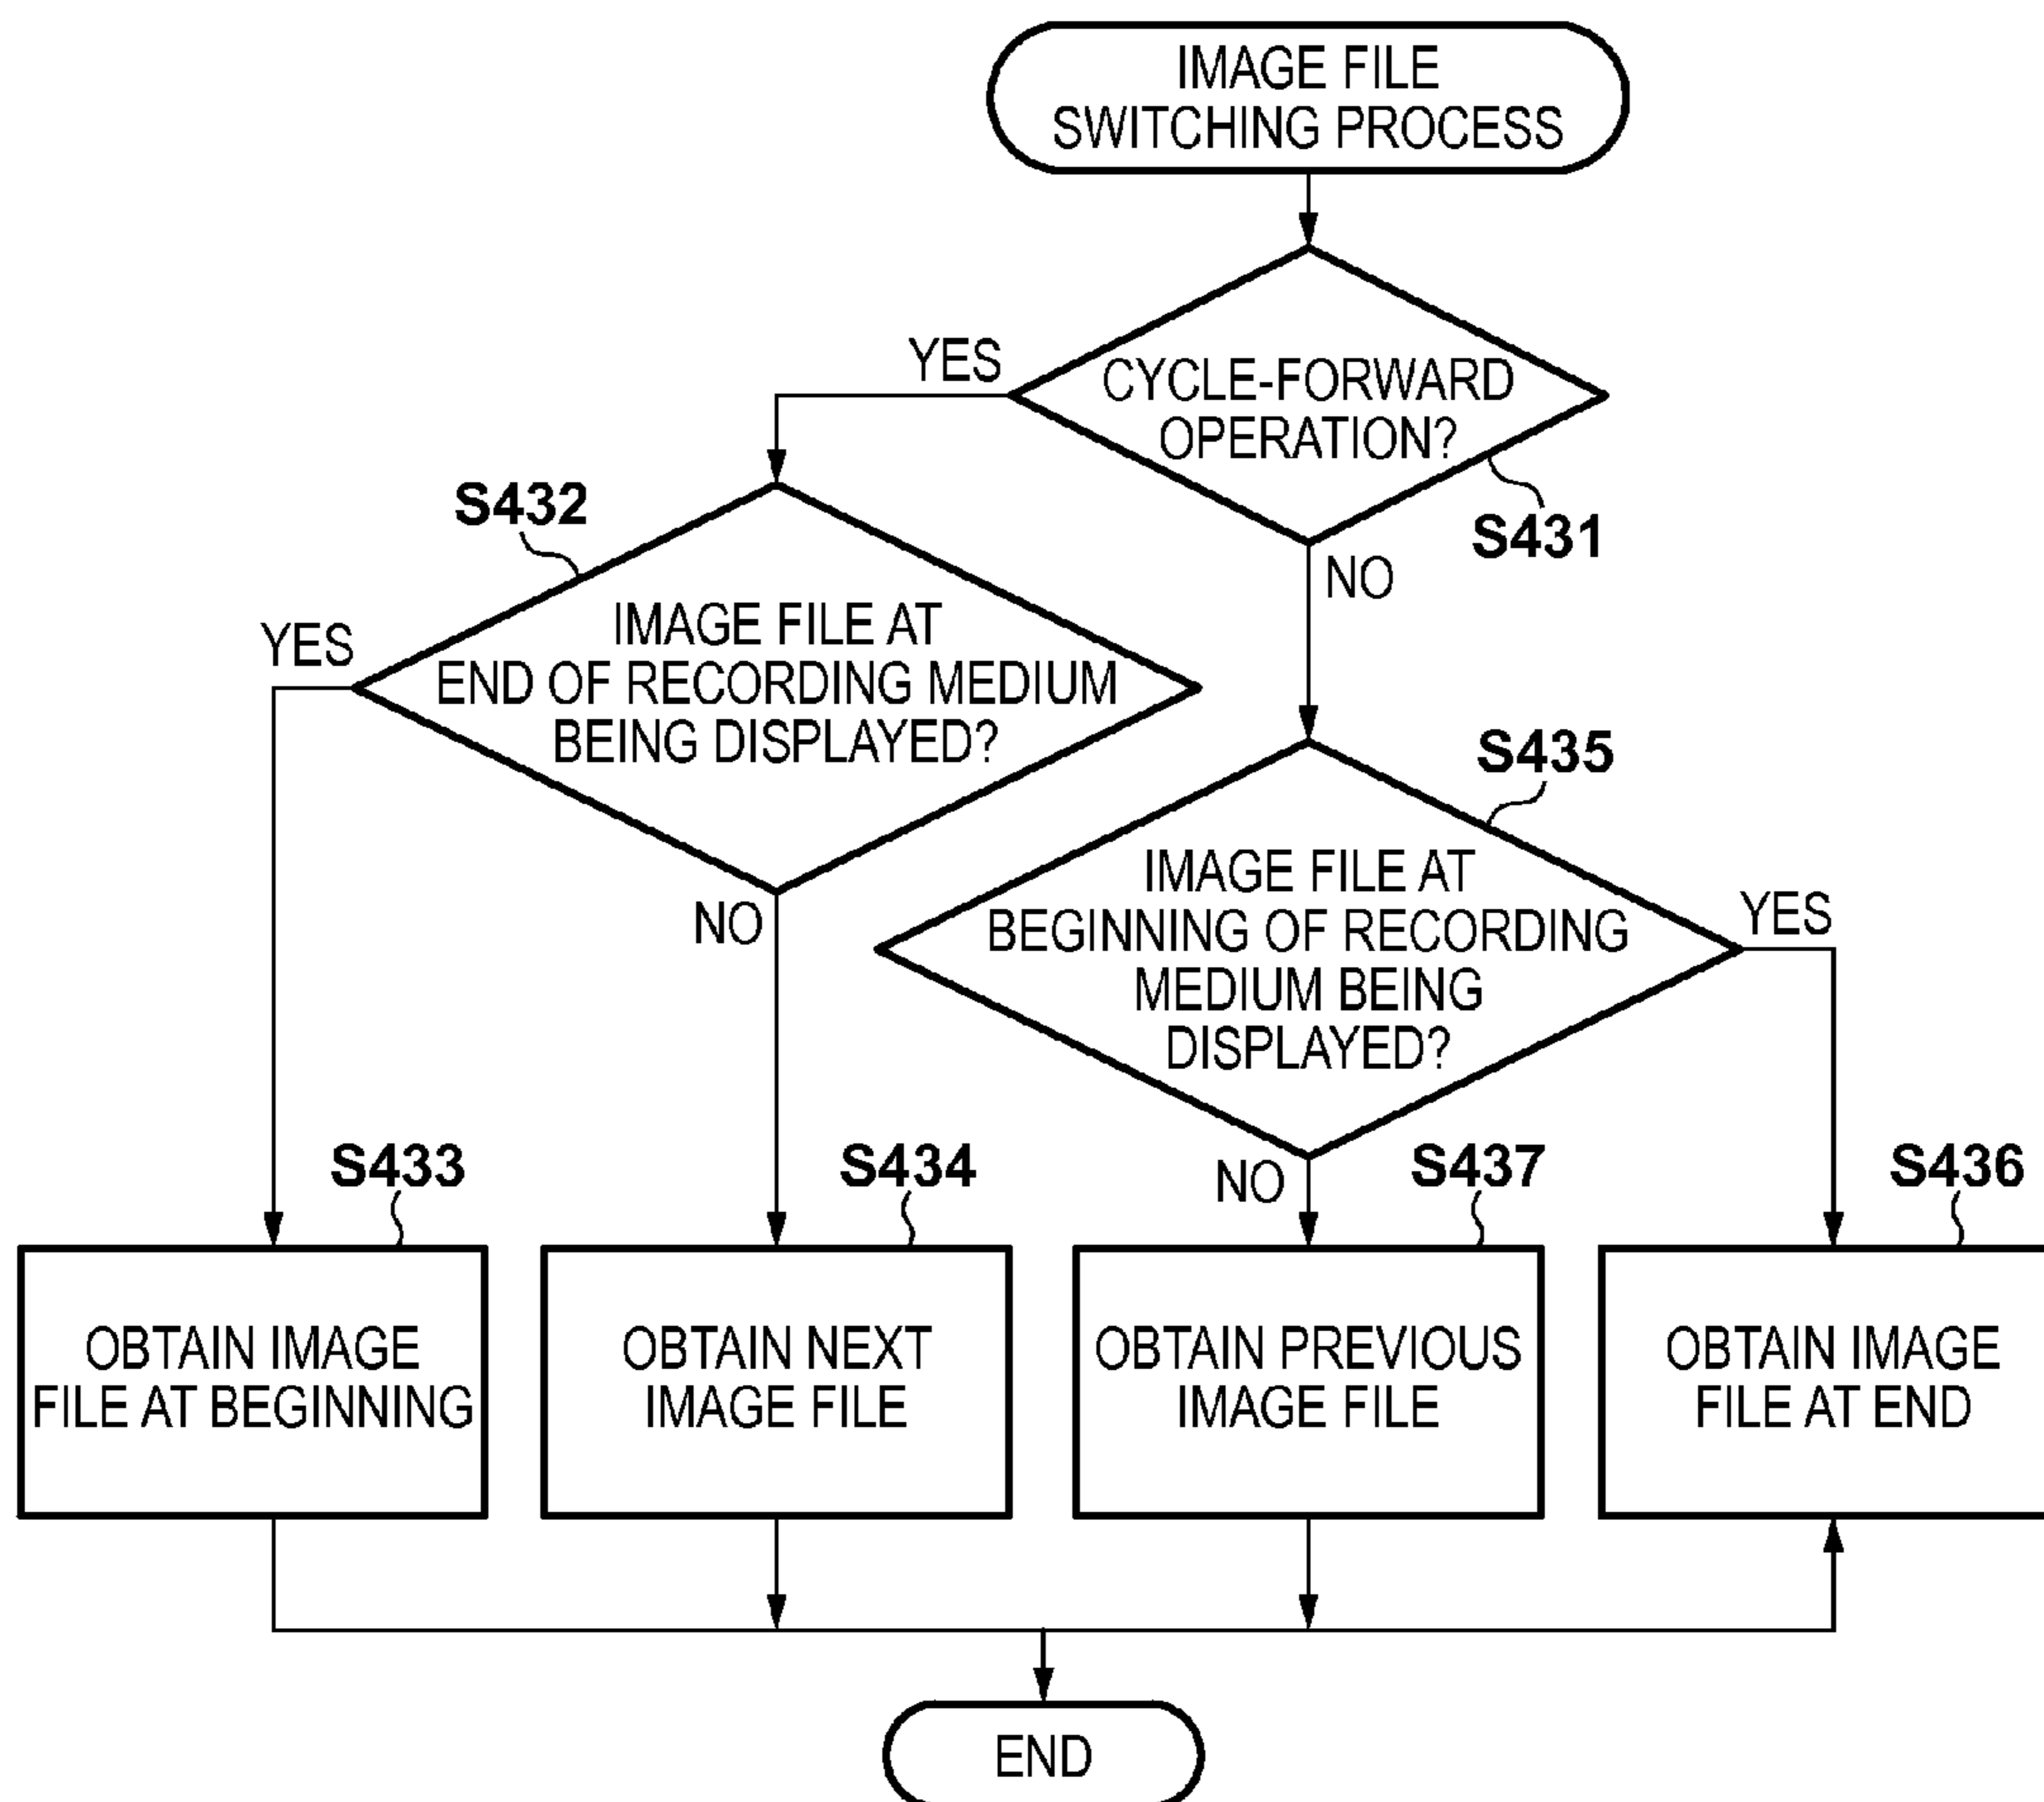 IMAGE FILE
SWITCHING PROCESS
YES
CYCLE-FORWARD
OPERATION?
S431
NO
S432
YES
IMAGE FILE AT
END OF RECORDING MEDIUM
BEING DISPLAYED?
NO
S435
IMAGE FILE AT
BEGINNING OF RECORDING
MEDIUM BEING
DISPLAYED?
YES
NO
S433
OBTAIN IMAGE
FILE AT BEGINNING
S434
OBTAIN NEXT
IMAGE FILE
S437
OBTAIN PREVIOUS
IMAGE FILE
S436
OBTAIN IMAGE
FILE AT END
END